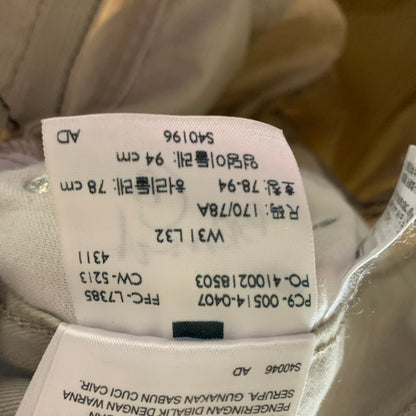 PC9- 00514-0407
FFC- L7385
PO-4100218503
CW- 5213
4311
W31 L32
尺码: 170/78A
호칭: 78-94
허리둘레: 78 cm
엉덩이둘레: 94 cm
S40196
AD
S40046 AD
PENGERINGAN DIBALIK DENGAN WARNA
SERUPA. GUNAKAN SABUN CUCI CAIR.